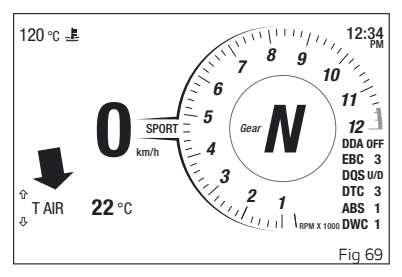 120 °C
12:34
PM
8
9
7
10
6
11
5
12
4
3
2
1
SPORT
0
km/h
Gear
N
DDA OFF
EBC 3
DQS U/D
DTC 3
ABS 1
DWC 1
RPM X 1000
T AIR 22 °C
Fig 69